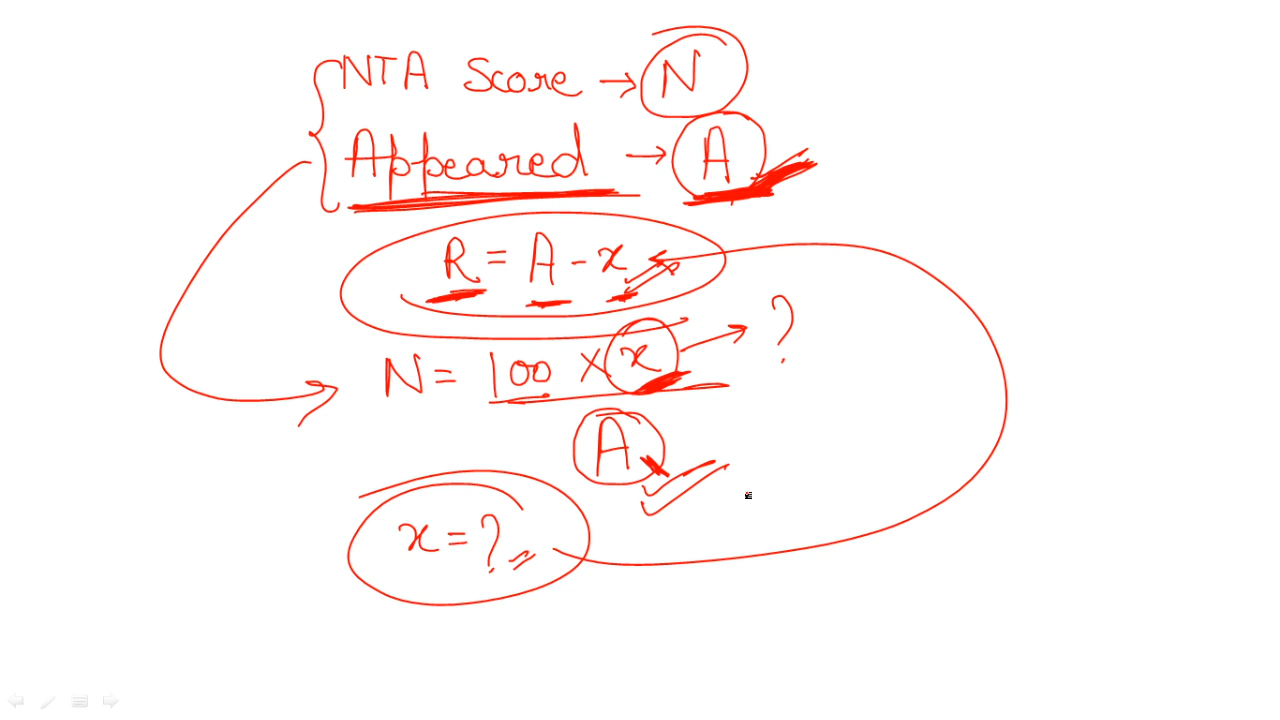 NTA Score → N
Appeared → A
R = A - x
N = 100 × x → ?
A
x = ?